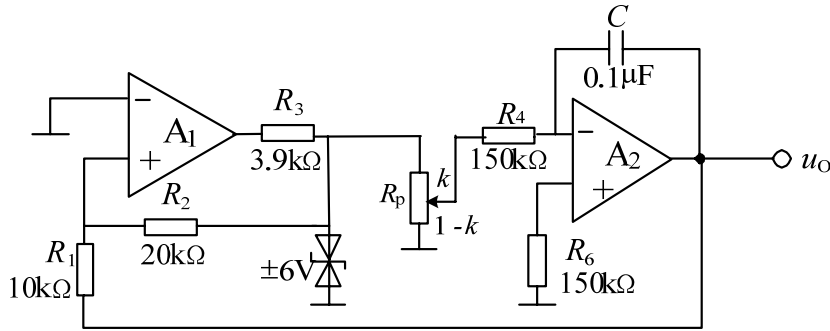 C
0.1μF
R3
3.9kΩ
A1
−
+
R4
150kΩ
−
A2
+
uO
R2
20kΩ
Rp
k
1-k
R1
10kΩ
±6V
R6
150kΩ